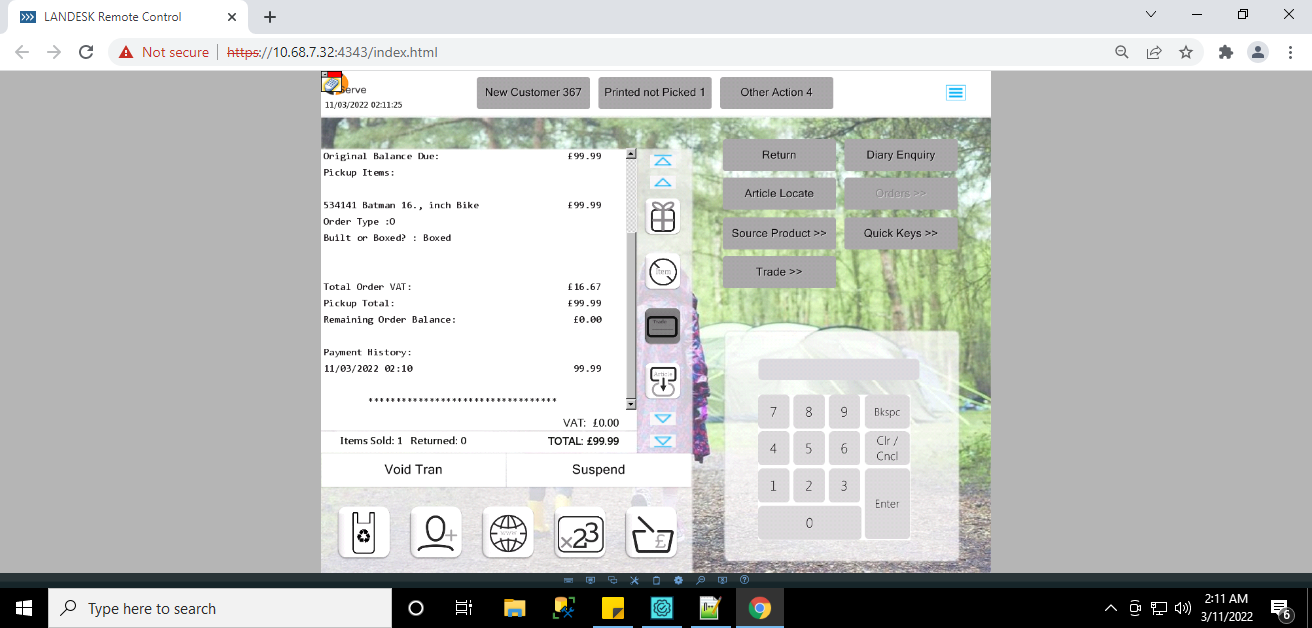 LANDESK Remote Control
Not secure
https://10.68.7.32:4343/index.html
erve
11/03/2022 02:11:25
New Customer 367
Printed not Picked 1
Other Action 4
Original Balance Due: £99.99
Pickup Items:
534141 Batman 16., inch Bike £99.99
Order Type :O
Built or Boxed? : Boxed
Total Order VAT: £16.67
Pickup Total: £99.99
Remaining Order Balance: £0.00
Payment History:
11/03/2022 02:10 99.99
**********************************
VAT: £0.00
Items Sold: 1 Returned: 0 TOTAL: £99.99
Void Tran
Suspend
Item
Article
Return
Diary Enquiry
Article Locate
Orders >>
Source Product >>
Quick Keys >>
Trade >>
7 8 9 Bkspc
4 5 6 Clr /
Cncl
1 2 3
Enter
0
x23
£
Type here to search
2:11 AM
3/11/2022
6